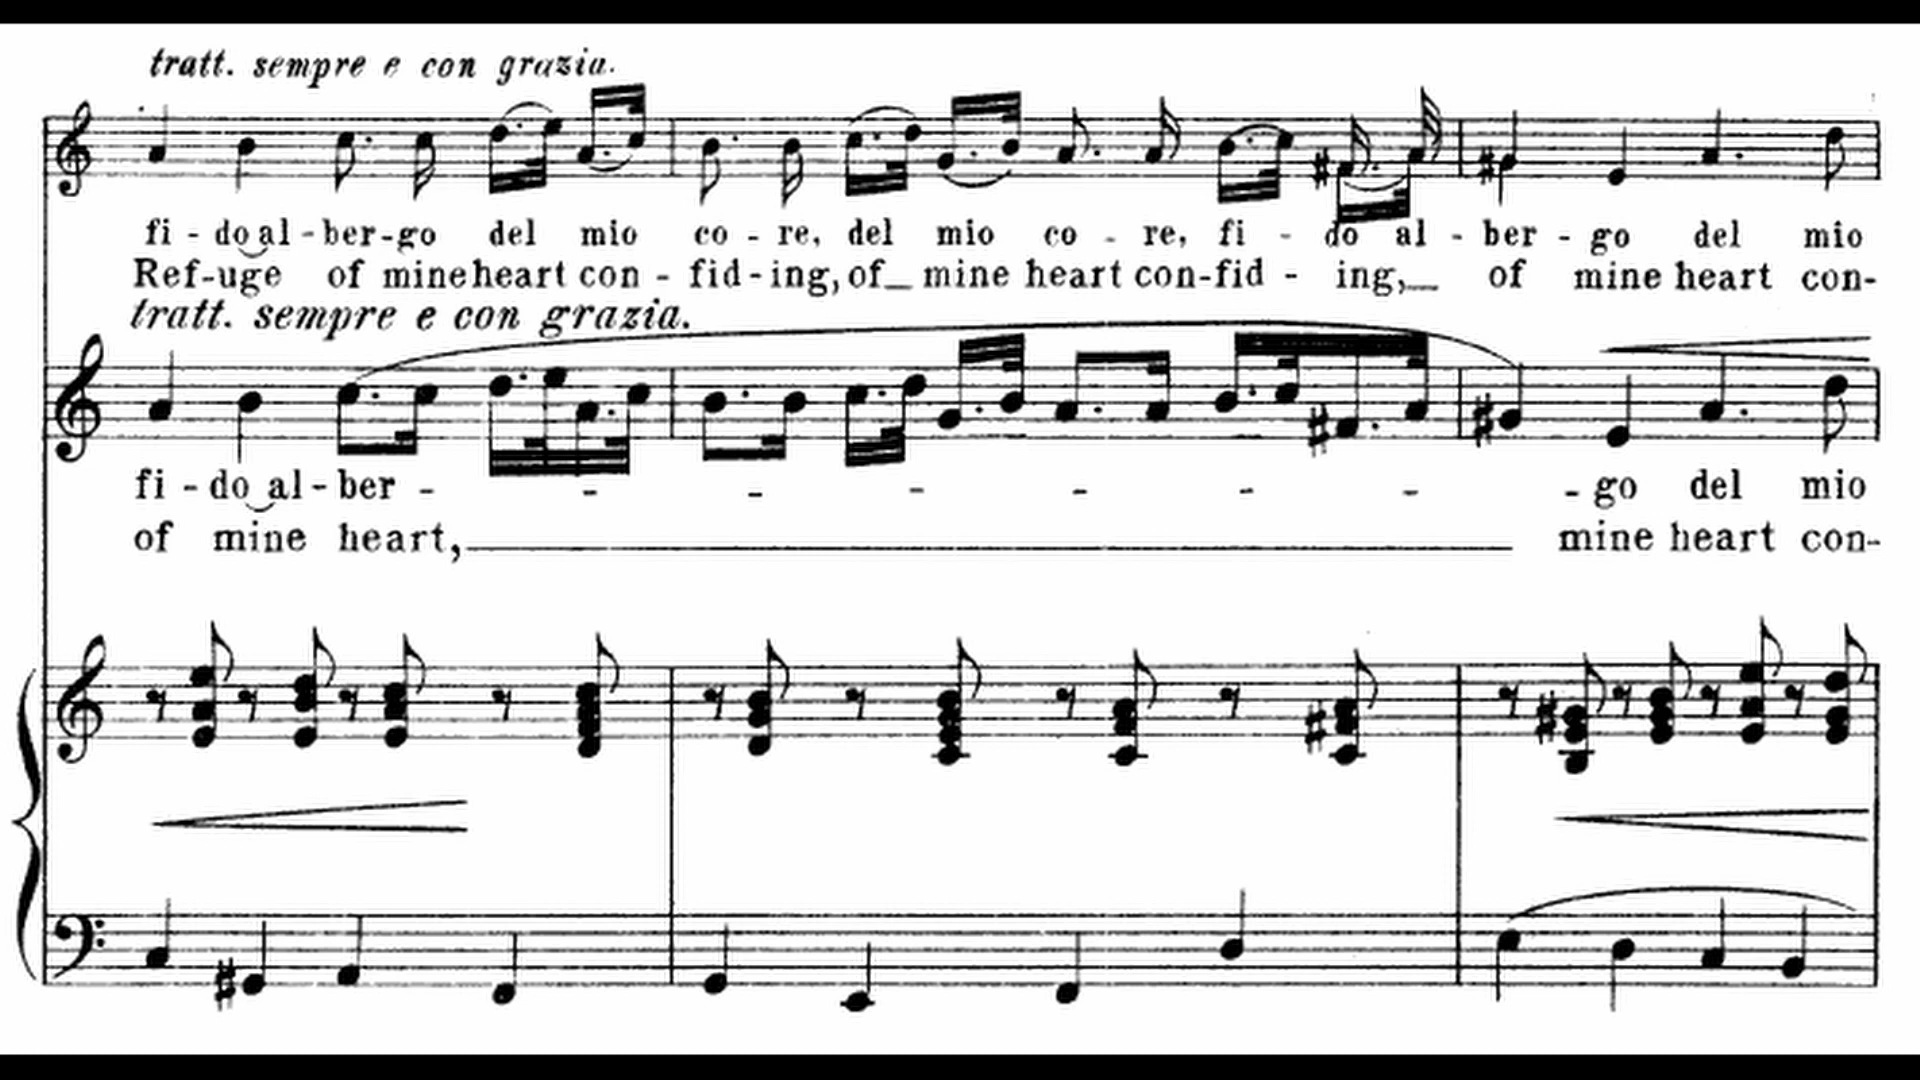 tratt. sempre e con grazia.
fi - do al - ber - go del mio co - re, del mio co - re, fi - do al - ber - go del mio
Ref-uge of mine heart con - fid - ing, of_ mine heart con-fid - ing,_ of mine heart con-
tratt. sempre e con grazia.
fi - do al - ber - - - - - - - - go del mio
of mine heart,_ mine heart con-